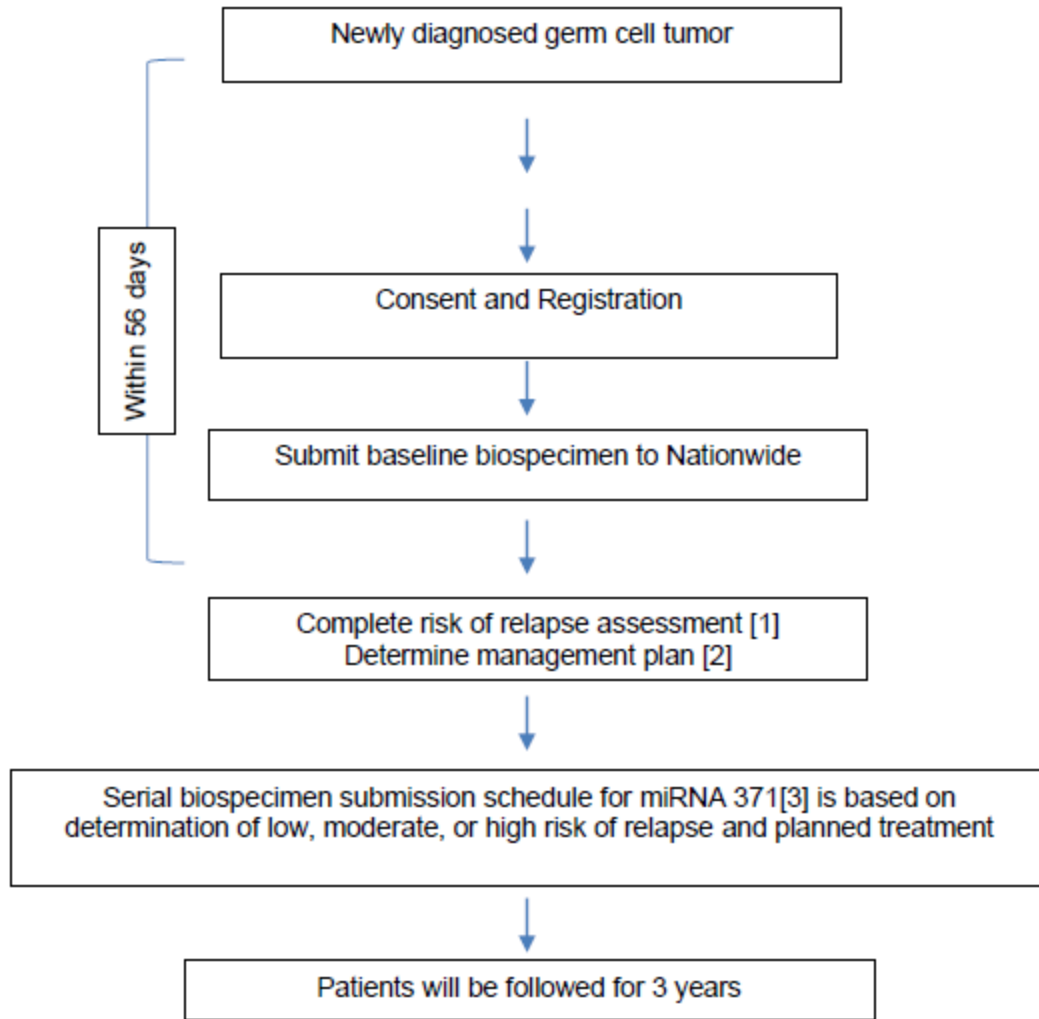 Newly diagnosed germ cell tumor
Within 56 days
Consent and Registration
Submit baseline biospecimen to Nationwide
Complete risk of relapse assessment [1]
Determine management plan [2]
Serial biospecimen submission schedule for miRNA 371[3] is based on
determination of low, moderate, or high risk of relapse and planned treatment
Patients will be followed for 3 years